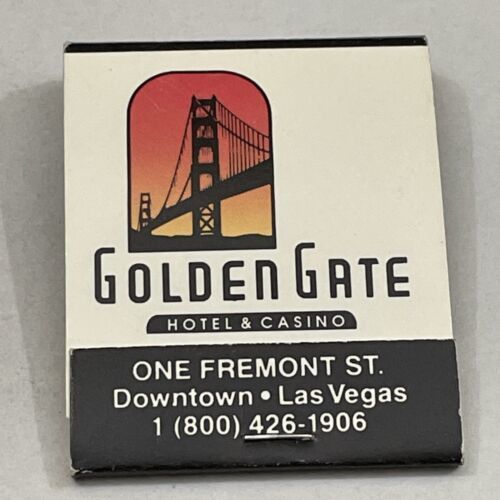 GOLDEN GATE
HOTEL & CASINO
ONE FREMONT ST.
Downtown • Las Vegas
1 (800) 426-1906